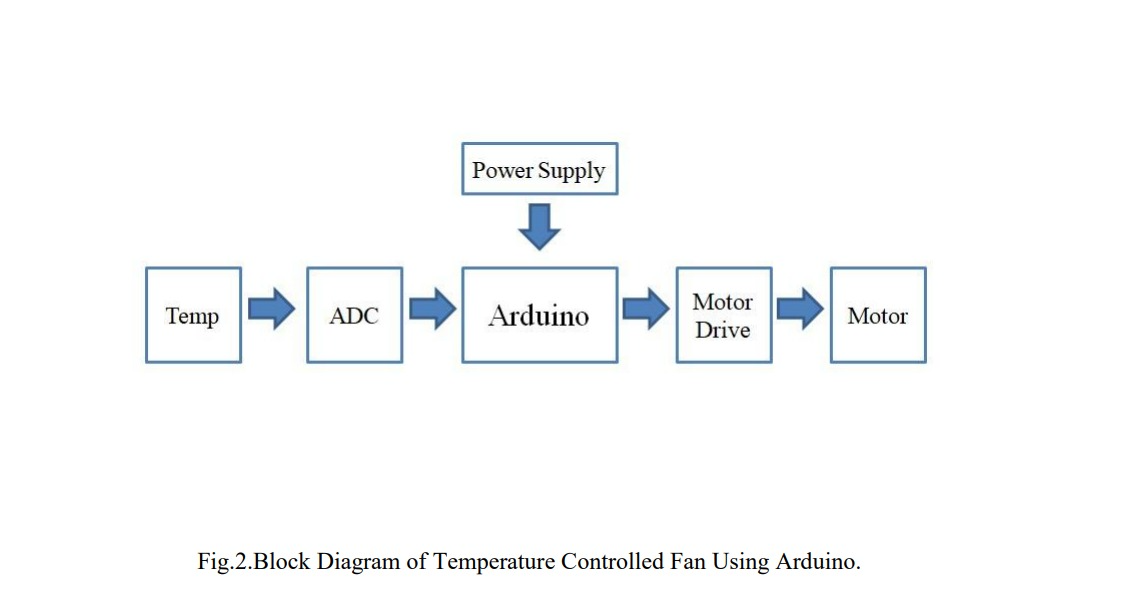 Power Supply
Temp
ADC
Arduino
Motor
Drive
Motor
Fig.2.Block Diagram of Temperature Controlled Fan Using Arduino.